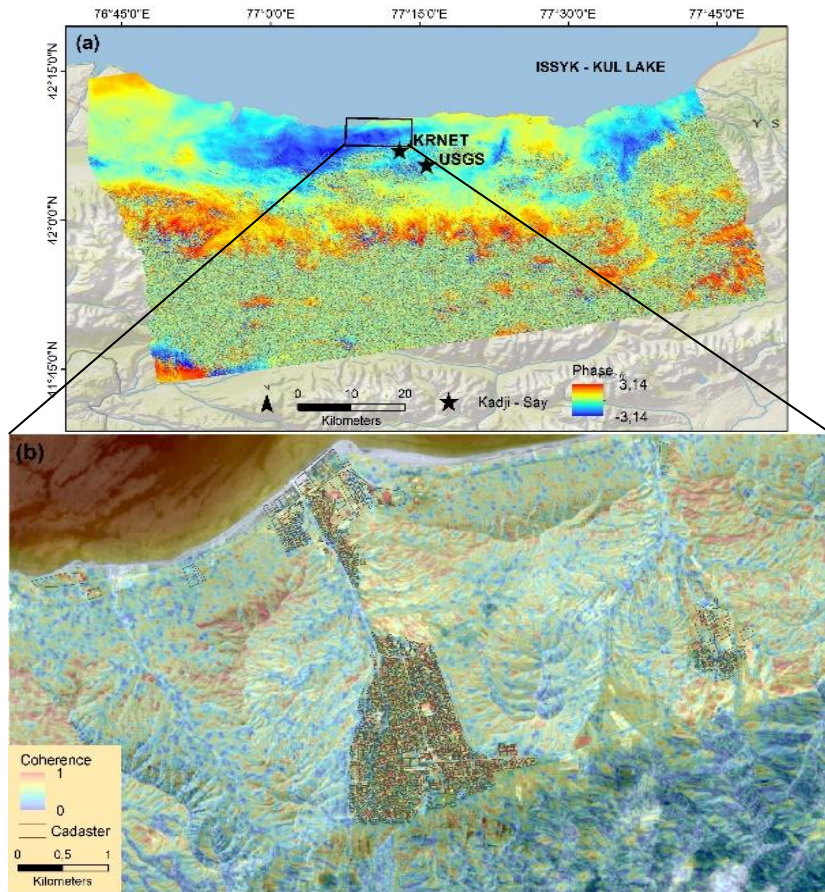 76°45'0"E 77°0'0"E 77°15'0"E 77°30'0"E 77°45'0"E
(a)
42°15'0"N
ISSYK - KUL LAKE
Y S
KRNET
USGS
42°0'0"N
41°45'0"N
N
0 10 20
Kilometers
Kadji - Say
Phase
3,14
-3,14
(b)
Coherence
1
0
Cadaster
0 0,5 1
Kilometers